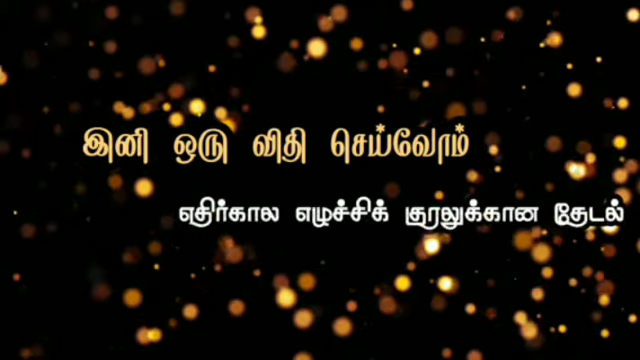 இனி ஒரு விதி செய்வோம்
எதிர்கால எழுச்சிக் குரலுக்கான தேடல்